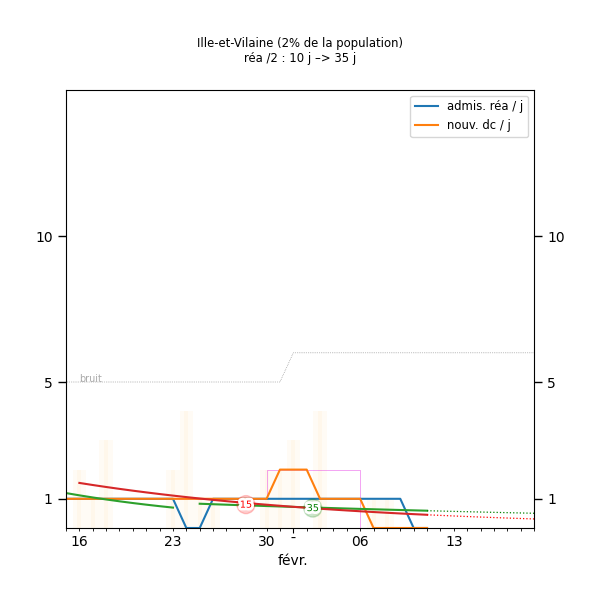 Ille-et-Vilaine (2% de la population)
réa /2 : 10 j –> 35 j
admis. réa / j
nouv. dc / j
10
10
bruit
5
5
15
35
1
1
16
23
30
-
06
13
févr.